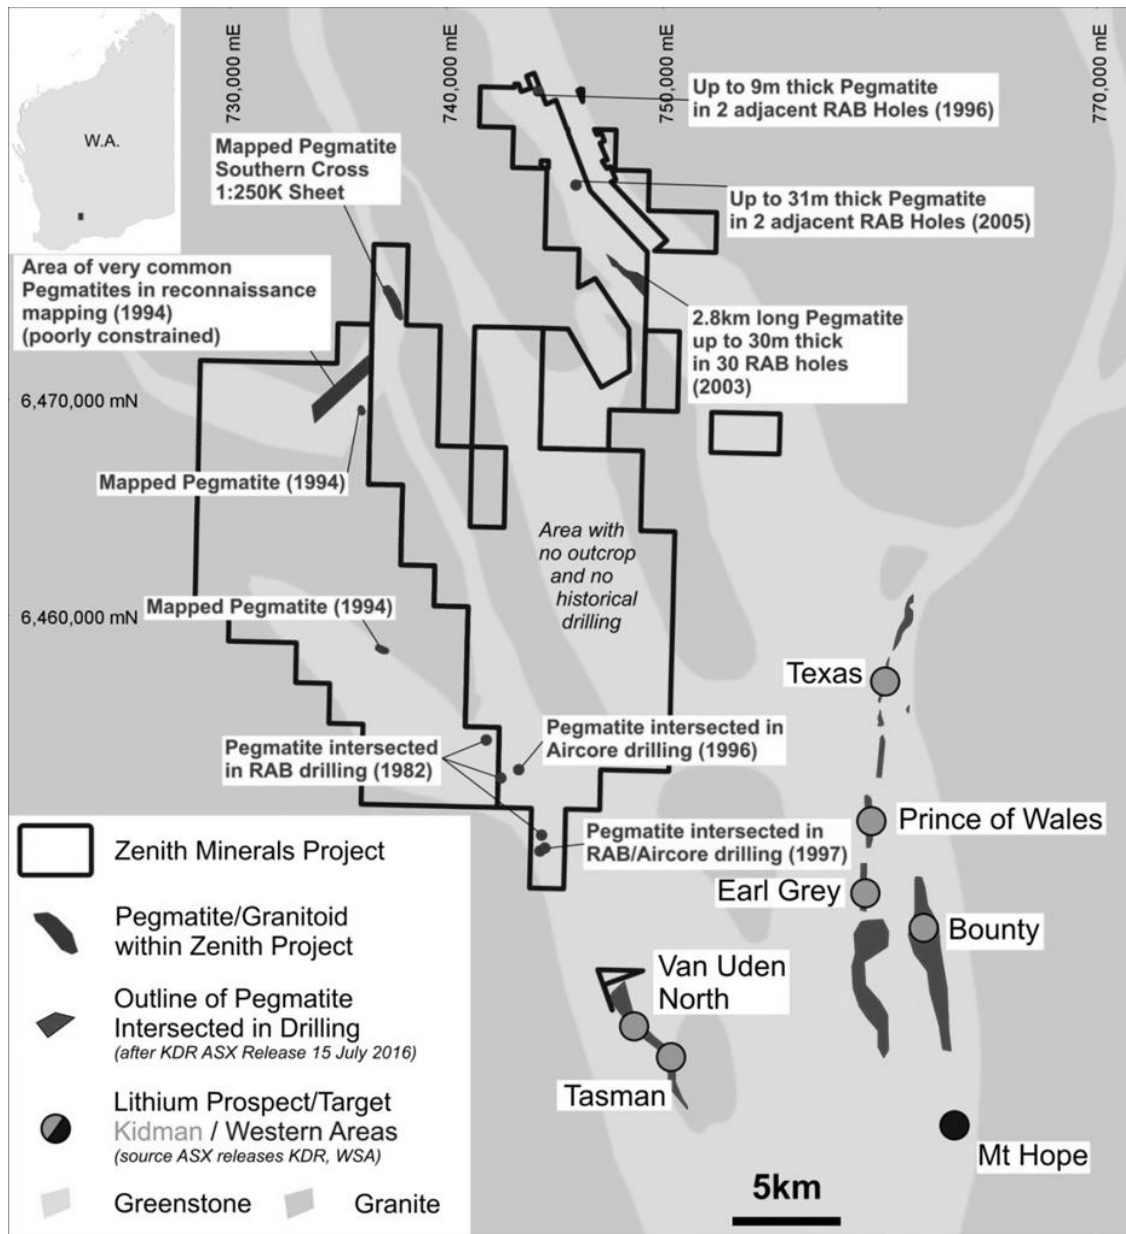 730,000 mE
740,000 mE
750,000 mE
770,000 mE
W.A.
Up to 9m thick Pegmatite
in 2 adjacent RAB Holes (1996)
Mapped Pegmatite
Southern Cross
1:250K Sheet
Up to 31m thick Pegmatite
in 2 adjacent RAB Holes (2005)
Area of very common
Pegmatites in reconnaissance
mapping (1994)
(poorly constrained)
2.8km long Pegmatite
up to 30m thick
in 30 RAB holes
(2003)
6,470,000 mN
Mapped Pegmatite (1994)
Area with
no outcrop
and no
historical
drilling
6,460,000 mN
Mapped Pegmatite (1994)
Texas
Pegmatite intersected
in RAB drilling (1982)
Pegmatite intersected in
Aircore drilling (1996)
Prince of Wales
Pegmatite intersected in
RAB/Aircore drilling (1997)
Earl Grey
Bounty
Van Uden
North
Tasman
Mt Hope
5km
Zenith Minerals Project
Pegmatite/Granitoid
within Zenith Project
Outline of Pegmatite
Intersected in Drilling
(after KDR ASX Release 15 July 2016)
Lithium Prospect/Target
Kidman / Western Areas
(source ASX releases KDR, WSA)
Greenstone
Granite